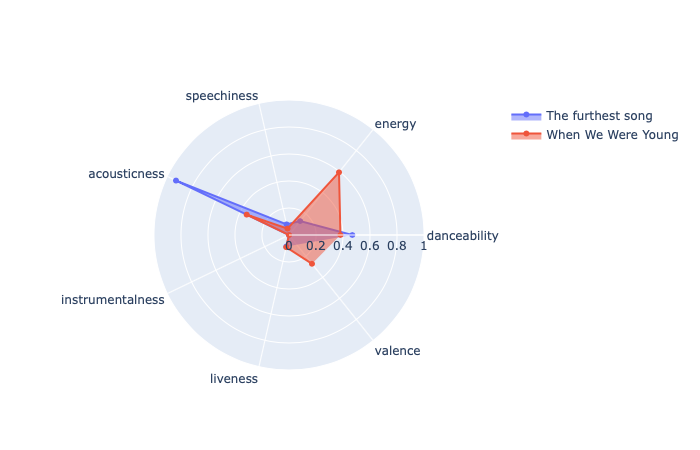 speechiness
energy
The furthest song
When We Were Young
acousticness
danceability
0 0.2 0.4 0.6 0.8 1
instrumentalness
valence
liveness